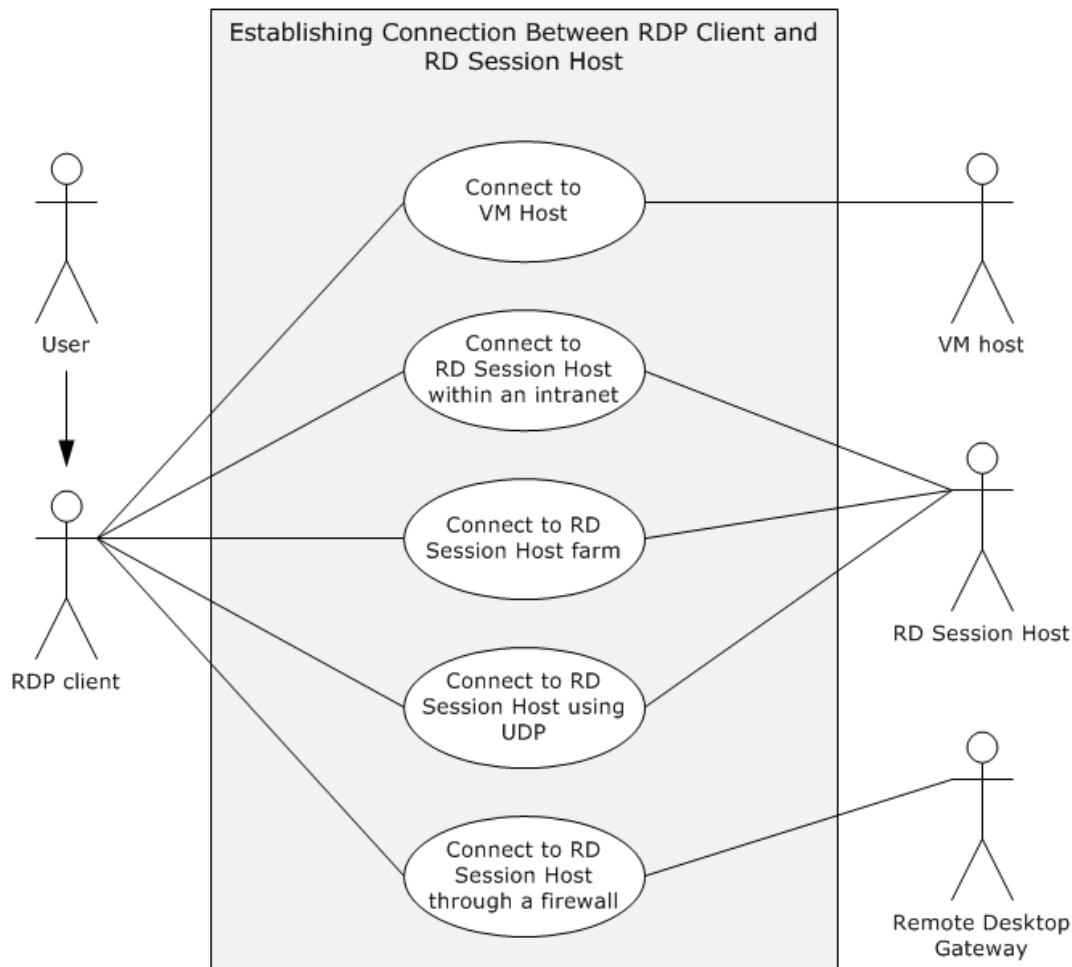 Establishing Connection Between RDP Client and
RD Session Host
Connect to
VM Host
User
VM host
Connect to
RD Session Host
within an intranet
Connect to RD
Session Host farm
RDP client
RD Session Host
Connect to RD
Session Host using
UDP
Connect to RD
Session Host
through a firewall
Remote Desktop
Gateway